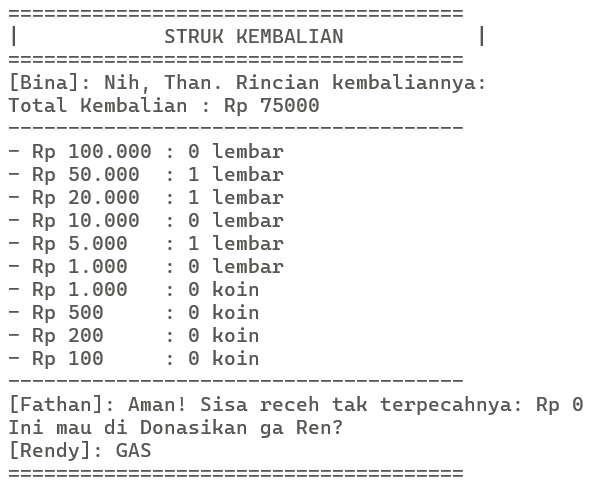 ======================================
|            STRUK KEMBALIAN           |
======================================
[Bina]: Nih, Than. Rincian kembaliannya:
Total Kembalian : Rp 75000
--------------------------------------
- Rp 100.000 : 0 lembar
- Rp 50.000  : 1 lembar
- Rp 20.000  : 1 lembar
- Rp 10.000  : 0 lembar
- Rp 5.000   : 1 lembar
- Rp 1.000   : 0 lembar
- Rp 1.000   : 0 koin
- Rp 500     : 0 koin
- Rp 200     : 0 koin
- Rp 100     : 0 koin
--------------------------------------
[Fathan]: Aman! Sisa receh tak terpecahnya: Rp 0
Ini mau di Donasikan ga Ren?
[Rendy]: GAS
======================================